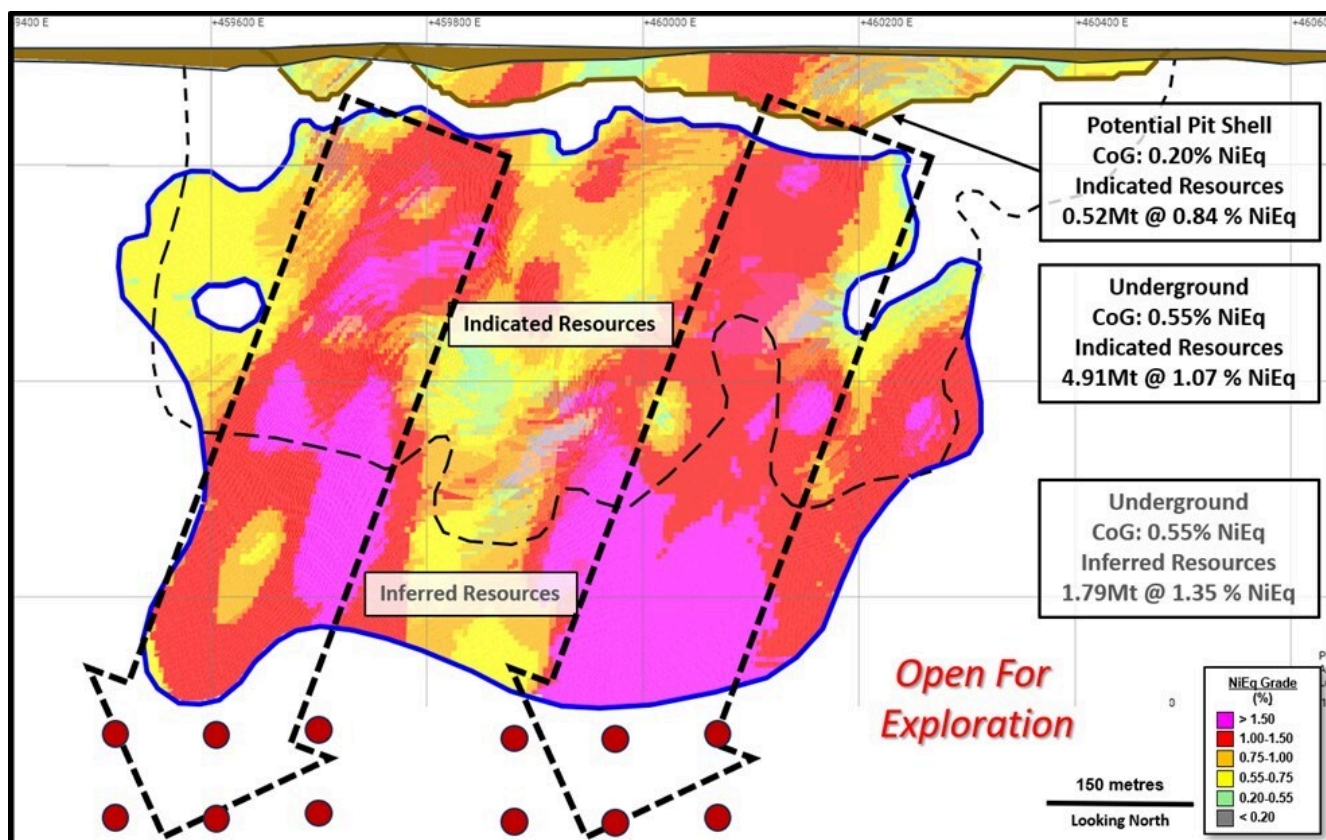 9400 E
+459600 E
+459800 E
+460000 E
+460200 E
+460400 E
+4606
Potential Pit Shell
CoG: 0.20% NiEq
Indicated Resources
0.52Mt @ 0.84 % NiEq
Underground
CoG: 0.55% NiEq
Indicated Resources
4.91Mt @ 1.07 % NiEq
Indicated Resources
Underground
CoG: 0.55% NiEq
Inferred Resources
1.79Mt @ 1.35 % NiEq
Inferred Resources
Open For
Exploration
0
NiEq Grade
(%)
> 1.50
1.00-1.50
0.75-1.00
0.55-0.75
0.20-0.55
< 0.20
150 metres
Looking North